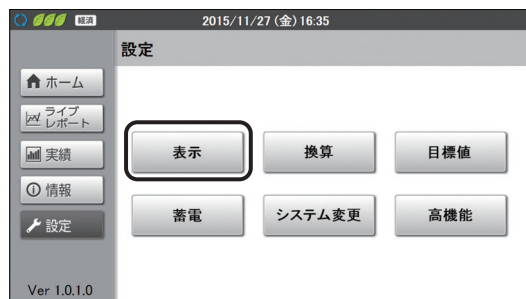 経済
2015/11/27(金)16:35
設定
ホーム
ライブ
レポート
実績
情報
設定
表示
換算
目標値
蓄電
システム変更
高機能
Ver 1.0.1.0